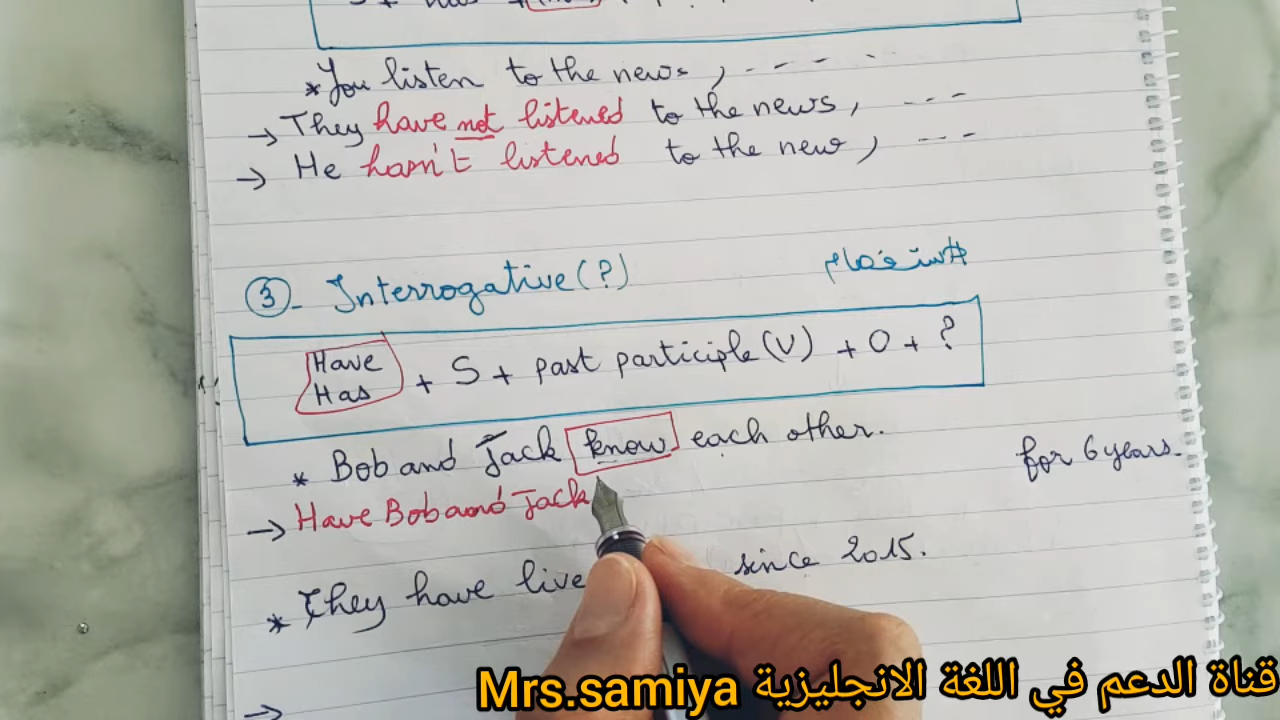 S + has +
*You listen to the news, - - - -
→ They have not listened to the news, - - -
→ He hasn't listened to the new, - - -
③- Interrogative (?) الاستفهام
Have
Has + S + past participle (V) + O + ?
* Bob and Jack know each other. for 6 years.
→ Have Bob and Jack
* They have live since 2015.
→
Mrs.samiya قناة الدعم في اللغة الانجليزية